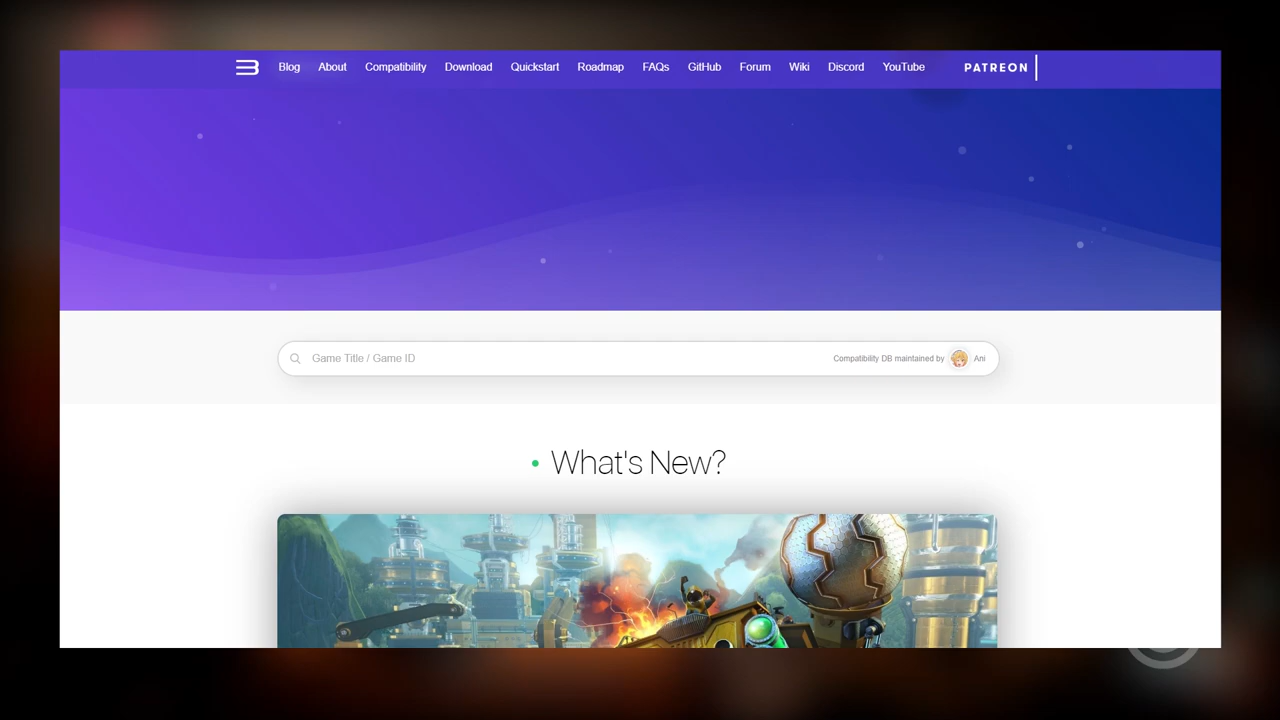 Blog About Compatibility Download Quickstart Roadmap FAQs GitHub Forum Wiki Discord YouTube PATREON
Game Title / Game ID Compatibility DB maintained by Ani
What's New?